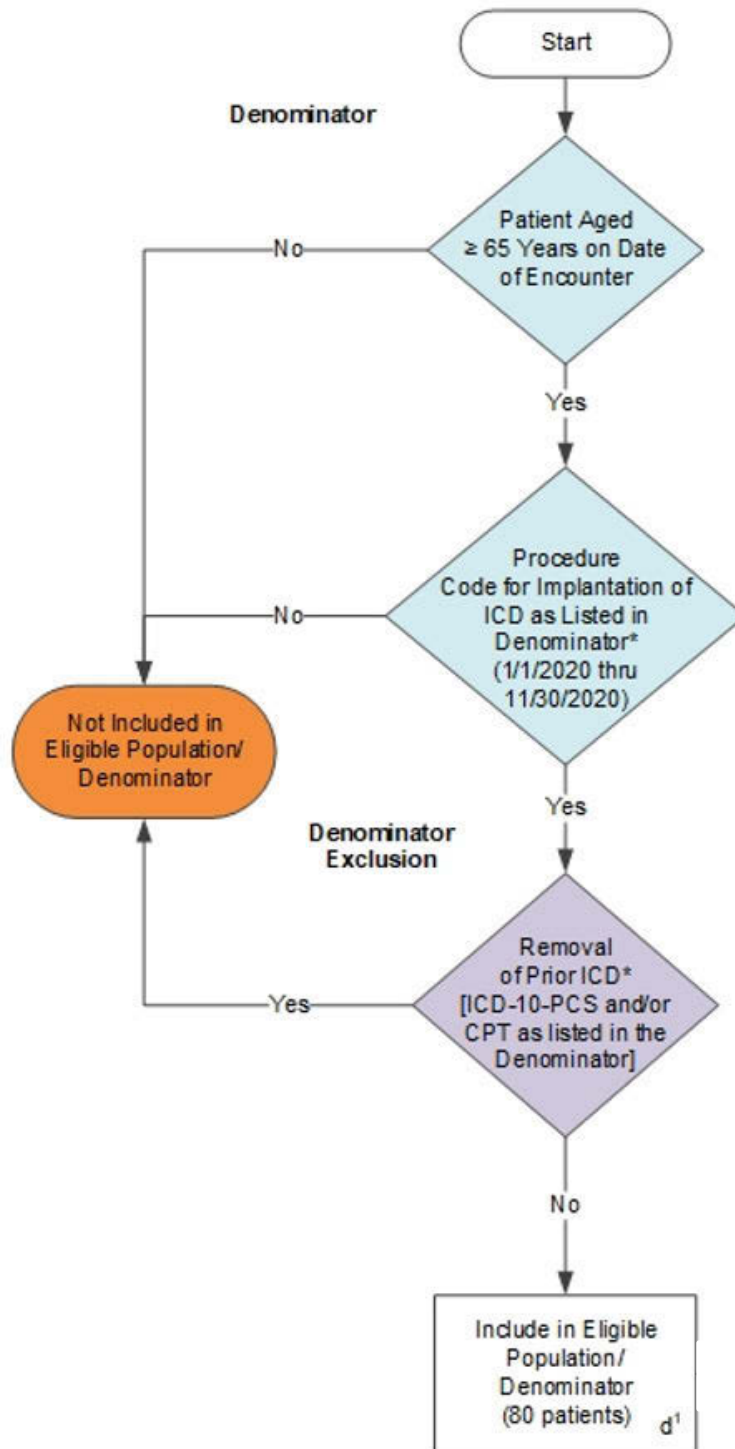 Start
Denominator
Patient Aged
≥ 65 Years on Date
of Encounter
No
Yes
Procedure
Code for Implantation of
ICD as Listed in
Denominator*
(1/1/2020 thru
11/30/2020)
No
Not Included in
Eligible Population/
Denominator
Yes
Denominator
Exclusion
Removal
of Prior ICD*
[ICD-10-PCS and/or
CPT as listed in the
Denominator]
Yes
No
Include in Eligible
Population/
Denominator
(80 patients)
d¹